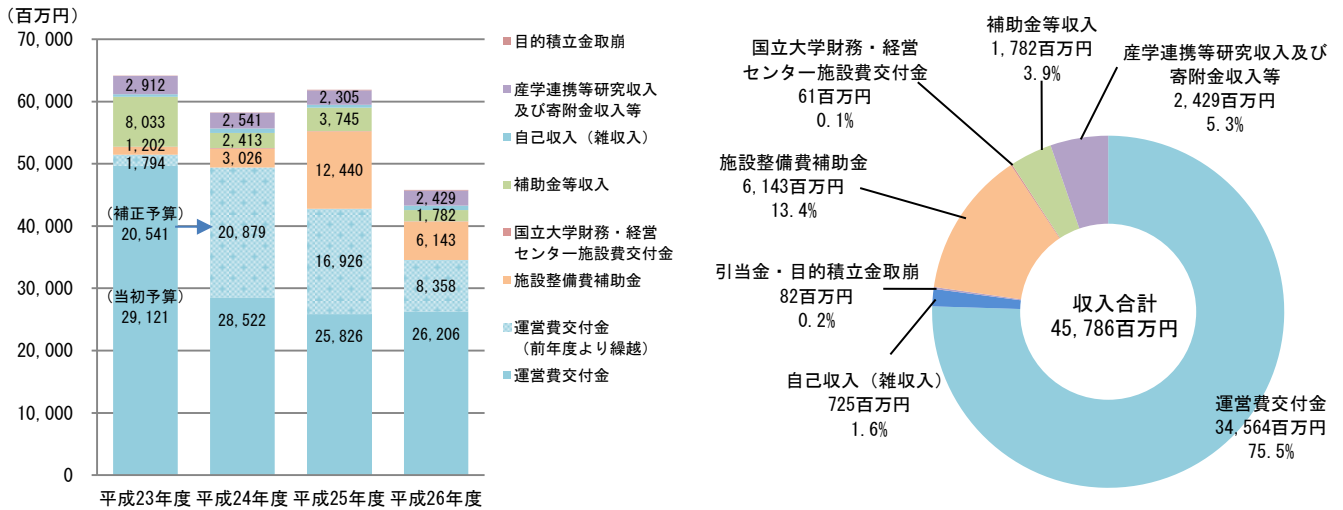 (百万円)
70,000
60,000
50,000
40,000
30,000
20,000
10,000
0
2,912
8,033
1,202
1,794
(補正予算)
20,541
(当初予算)
29,121
2,541
2,413
3,026
20,879
28,522
2,305
3,745
12,440
16,926
25,826
2,429
1,782
6,143
8,358
26,206
平成23年度
平成24年度
平成25年度
平成26年度
目的積立金取崩
産学連携等研究収入
及び寄附金収入等
自己収入(雑収入)
補助金等収入
国立大学財務・経営
センター施設費交付金
施設整備費補助金
運営費交付金
(前年度より繰越)
運営費交付金
国立大学財務・経営
センター施設費交付金
61百万円
0.1%
補助金等収入
1,782百万円
3.9%
産学連携等研究収入及び
寄附金収入等
2,429百万円
5.3%
施設整備費補助金
6,143百万円
13.4%
引当金・目的積立金取崩
82百万円
0.2%
自己収入(雑収入)
725百万円
1.6%
収入合計
45,786百万円
運営費交付金
34,564百万円
75.5%